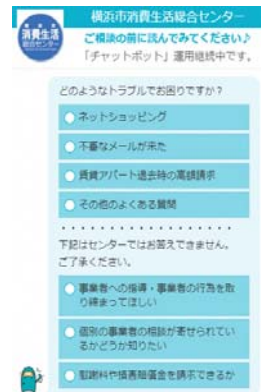 横浜市消費生活総合センター
消費生活
総合センター
ご相談の前に読んでみてください♪
「チャットボット」運用継続中です。
どのようなトラブルでお困りですか?
ネットショッピング
不審なメールが来た
賃貸アパート退去時の高額請求
その他のよくある質問
下記はセンターではお答えできません。
ご了承ください。
事業者への指導・事業者の行為を取
り締まってほしい
個別の事業者の相談が寄せられてい
るかどうか知りたい
慰謝料や損害賠償金を請求できるか